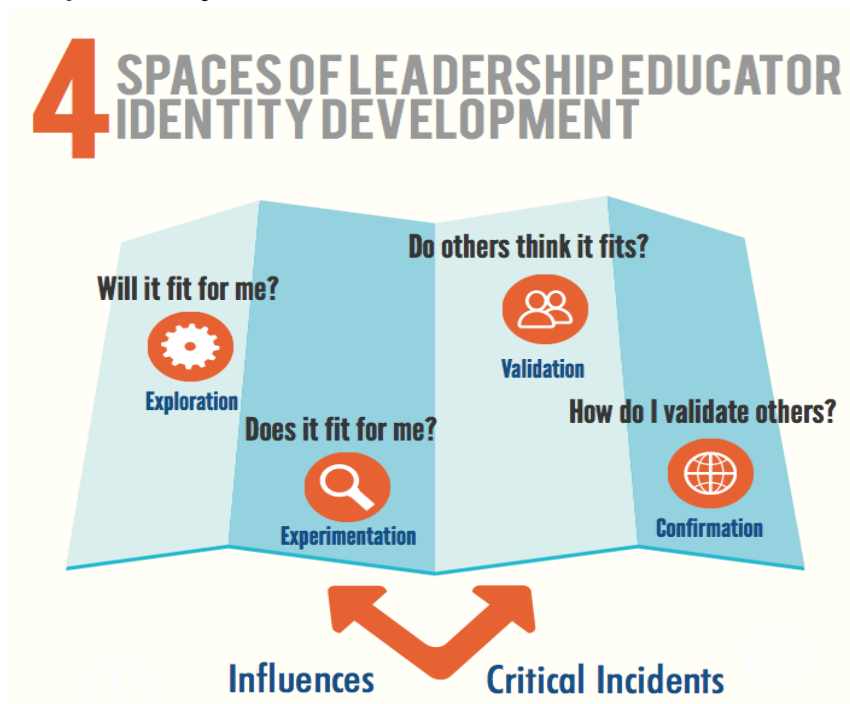 4 SPACES OF LEADERSHIP EDUCATOR
IDENTITY DEVELOPMENT
Will it fit for me?
Exploration
Does it fit for me?
Experimentation
Do others think it fits?
Validation
How do I validate others?
Confirmation
Influences
Critical Incidents